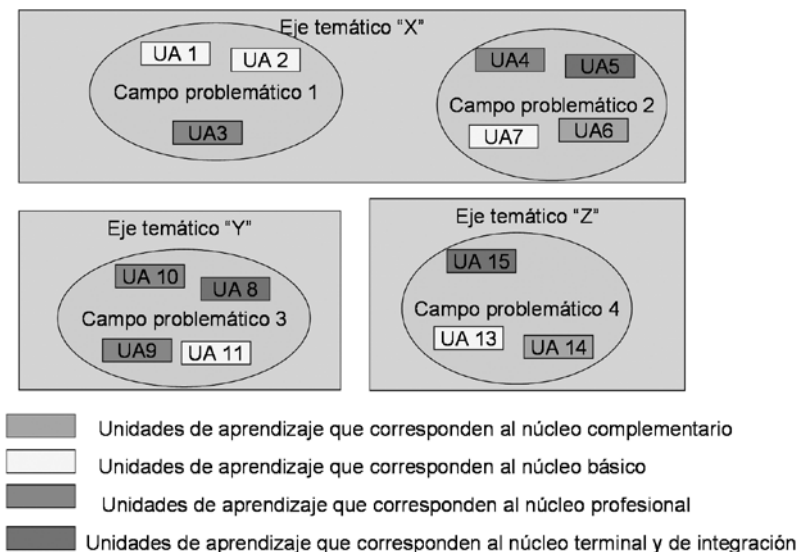 Eje temático "X"
UA 1
UA 2
Campo problemático 1
UA3
UA4
UA5
Campo problemático 2
UA7
UA6
Eje temático "Y"
UA 10
UA 8
Campo problemático 3
UA9
UA 11
Eje temático "Z"
UA 15
Campo problemático 4
UA 13
UA 14
Unidades de aprendizaje que corresponden al núcleo complementario
Unidades de aprendizaje que corresponden al núcleo básico
Unidades de aprendizaje que corresponden al núcleo profesional
Unidades de aprendizaje que corresponden al núcleo terminal y de integración